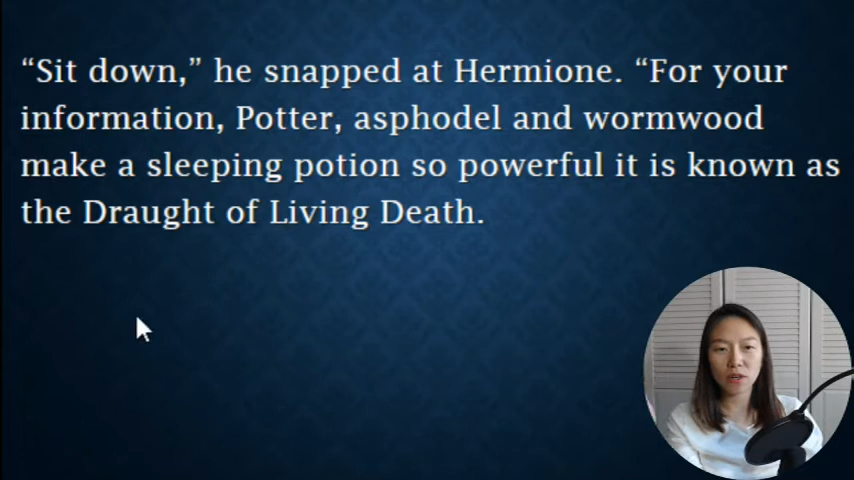 “Sit down,” he snapped at Hermione. “For your
information, Potter, asphodel and wormwood
make a sleeping potion so powerful it is known as
the Draught of Living Death.